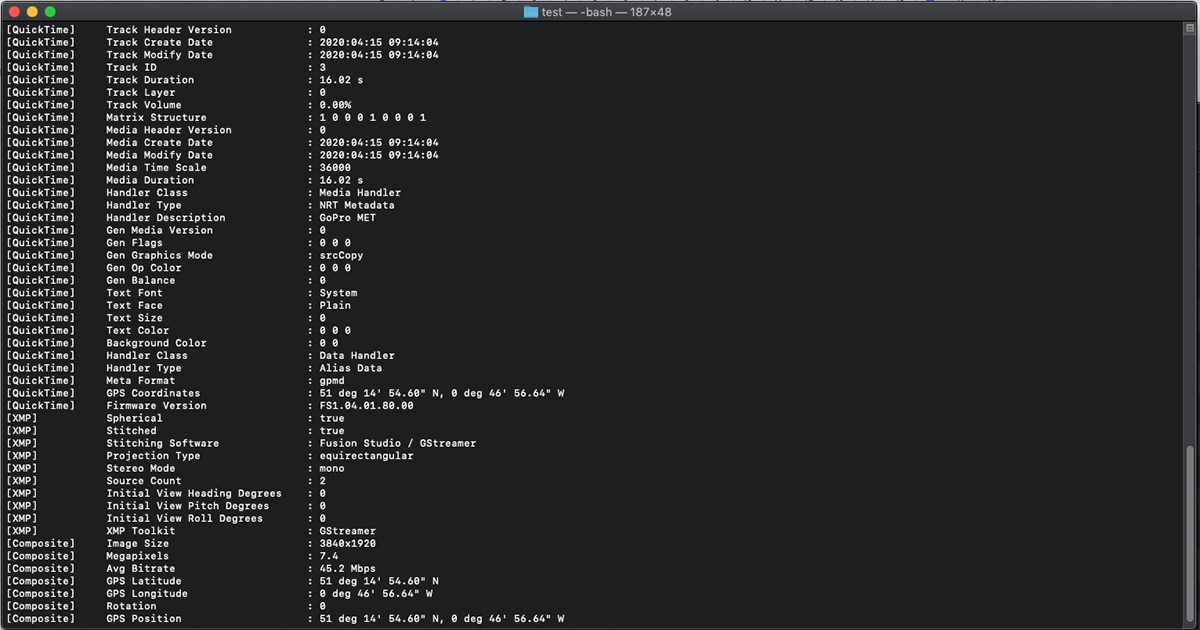 test — -bash — 187×48
[QuickTime] Track Header Version : 0
[QuickTime] Track Create Date : 2020:04:15 09:14:04
[QuickTime] Track Modify Date : 2020:04:15 09:14:04
[QuickTime] Track ID : 3
[QuickTime] Track Duration : 16.02 s
[QuickTime] Track Layer : 0
[QuickTime] Track Volume : 0.00%
[QuickTime] Matrix Structure : 1 0 0 0 1 0 0 0 1
[QuickTime] Media Header Version : 0
[QuickTime] Media Create Date : 2020:04:15 09:14:04
[QuickTime] Media Modify Date : 2020:04:15 09:14:04
[QuickTime] Media Time Scale : 36000
[QuickTime] Media Duration : 16.02 s
[QuickTime] Handler Class : Media Handler
[QuickTime] Handler Type : NRT Metadata
[QuickTime] Handler Description : GoPro MET
[QuickTime] Gen Media Version : 0
[QuickTime] Gen Flags : 0 0 0
[QuickTime] Gen Graphics Mode : srcCopy
[QuickTime] Gen Op Color : 0 0 0
[QuickTime] Gen Balance : 0
[QuickTime] Text Font : System
[QuickTime] Text Face : Plain
[QuickTime] Text Size : 0
[QuickTime] Text Color : 0 0 0
[QuickTime] Background Color : 0 0
[QuickTime] Handler Class : Data Handler
[QuickTime] Handler Type : Alias Data
[QuickTime] Meta Format : gpmd
[QuickTime] GPS Coordinates : 51 deg 14' 54.60" N, 0 deg 46' 56.64" W
[QuickTime] Firmware Version : FS1.04.01.80.00
[XMP] Spherical : true
[XMP] Stitched : true
[XMP] Stitching Software : Fusion Studio / GStreamer
[XMP] Projection Type : equirectangular
[XMP] Stereo Mode : mono
[XMP] Source Count : 2
[XMP] Initial View Heading Degrees : 0
[XMP] Initial View Pitch Degrees : 0
[XMP] Initial View Roll Degrees : 0
[XMP] XMP Toolkit : GStreamer
[Composite] Image Size : 3840x1920
[Composite] Megapixels : 7.4
[Composite] Avg Bitrate : 45.2 Mbps
[Composite] GPS Latitude : 51 deg 14' 54.60" N
[Composite] GPS Longitude : 0 deg 46' 56.64" W
[Composite] Rotation : 0
[Composite] GPS Position : 51 deg 14' 54.60" N, 0 deg 46' 56.64" W